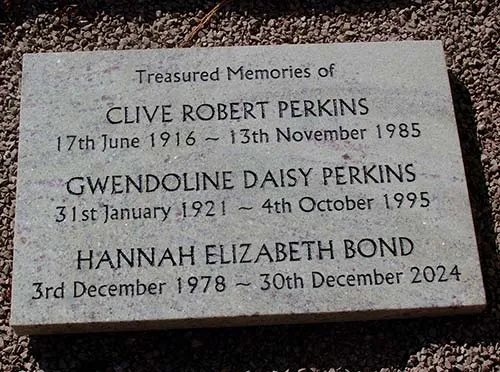 Treasured Memories of
CLIVE ROBERT PERKINS
17th June 1916 ~ 13th November 1985
GWENDOLINE DAISY PERKINS
31st January 1921 ~ 4th October 1995
HANNAH ELIZABETH BOND
3rd December 1978 ~ 30th December 2024